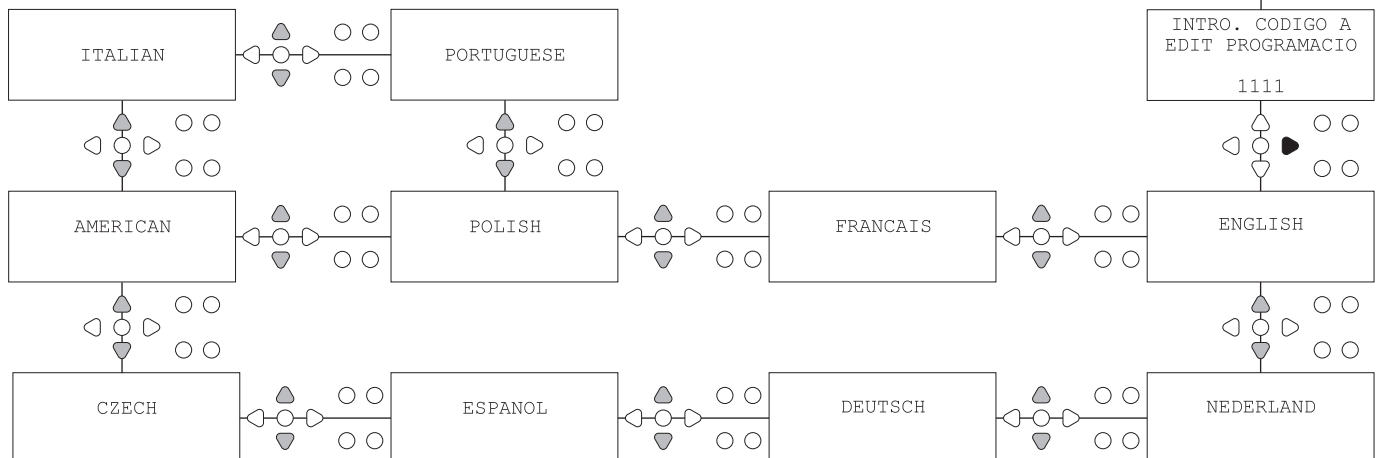 ITALIAN
PORTUGUESE
INTRO. CODIGO A
EDIT PROGRAMACIO
1111
AMERICAN
POLISH
FRANCAIS
ENGLISH
CZECH
ESPANOL
DEUTSCH
NEDERLAND